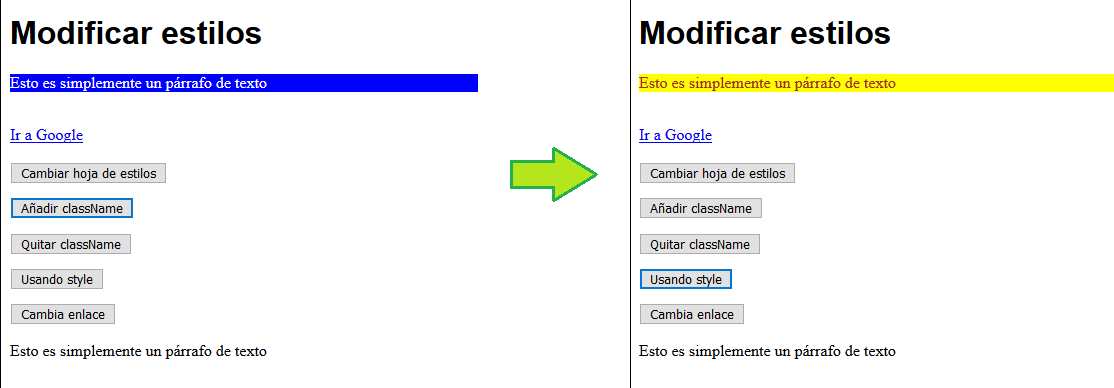 Modificar estilos
Esto es simplemente un párrafo de texto
Ir a Google
Cambiar hoja de estilos
Añadir className
Quitar className
Usando style
Cambia enlace
Esto es simplemente un párrafo de texto
Modificar estilos
Esto es simplemente un párrafo de texto
Ir a Google
Cambiar hoja de estilos
Añadir className
Quitar className
Usando style
Cambia enlace
Esto es simplemente un párrafo de texto